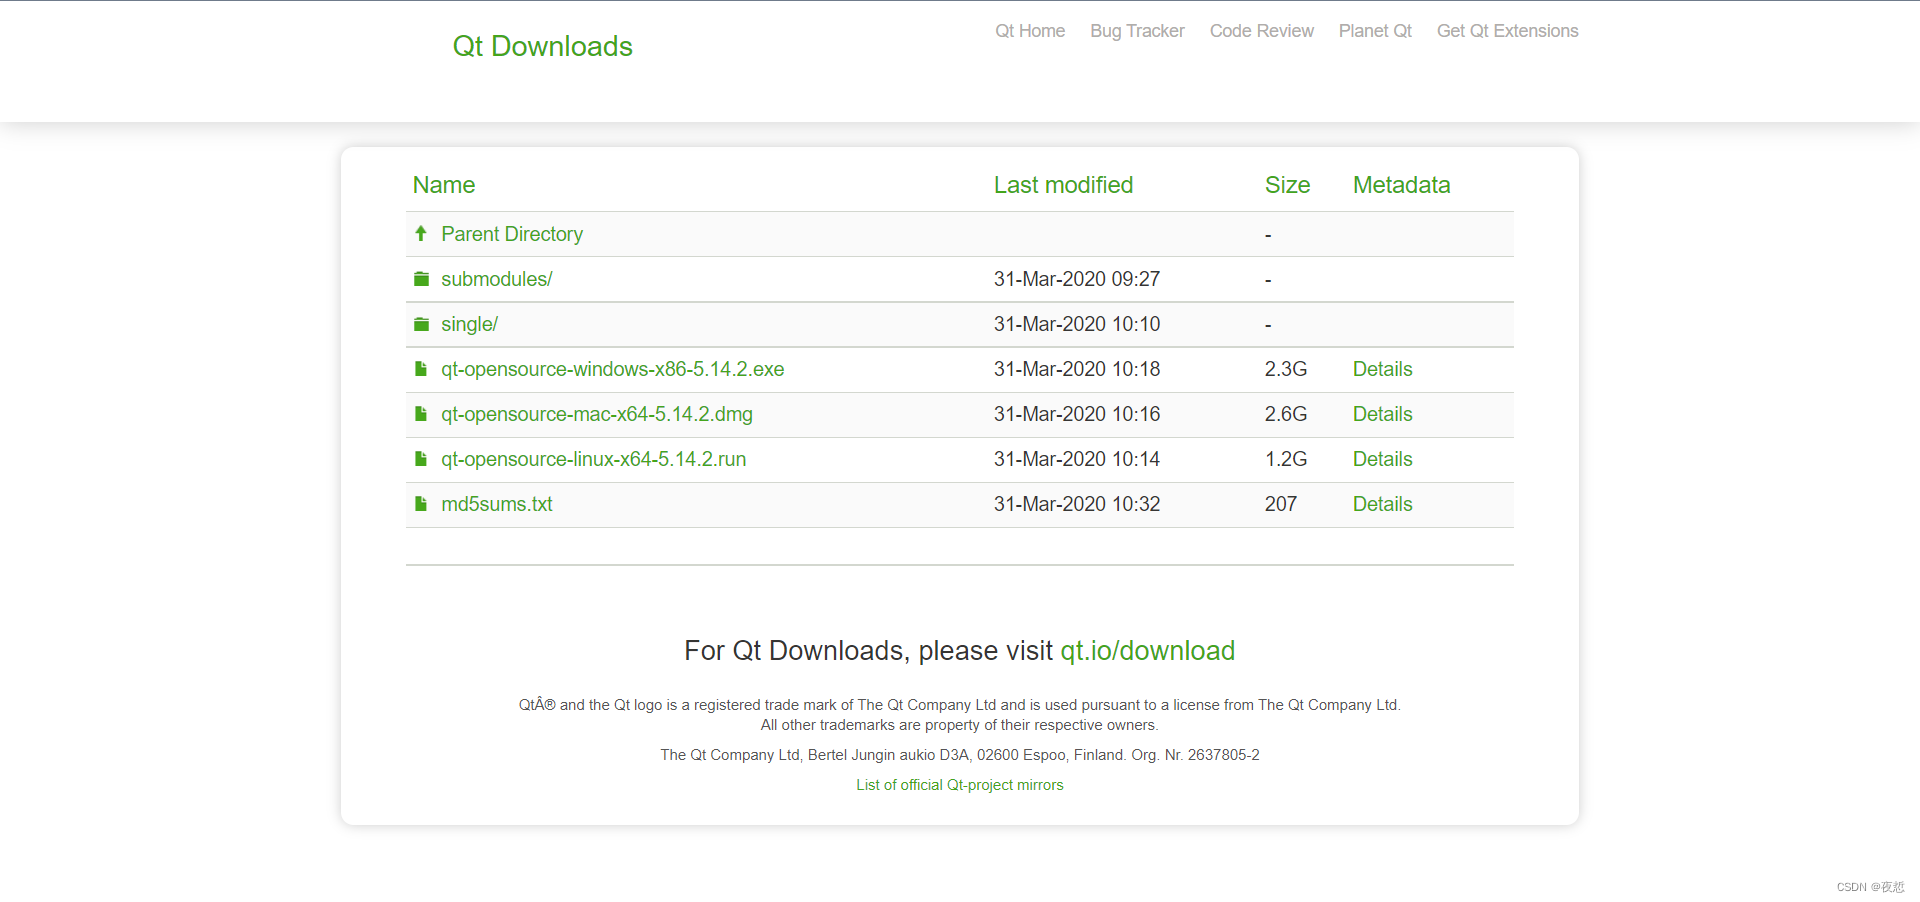 Qt Downloads
Qt Home Bug Tracker Code Review Planet Qt Get Qt Extensions
Name Last modified Size Metadata
Parent Directory -
submodules/ 31-Mar-2020 09:27 -
single/ 31-Mar-2020 10:10 -
qt-opensource-windows-x86-5.14.2.exe 31-Mar-2020 10:18 2.3G Details
qt-opensource-mac-x64-5.14.2.dmg 31-Mar-2020 10:16 2.6G Details
qt-opensource-linux-x64-5.14.2.run 31-Mar-2020 10:14 1.2G Details
md5sums.txt 31-Mar-2020 10:32 207 Details
For Qt Downloads, please visit qt.io/download
QtÂ® and the Qt logo is a registered trade mark of The Qt Company Ltd and is used pursuant to a license from The Qt Company Ltd.
All other trademarks are property of their respective owners.
The Qt Company Ltd, Bertel Jungin aukio D3A, 02600 Espoo, Finland. Org. Nr. 2637805-2
List of official Qt-project mirrors
CSDN @夜悊